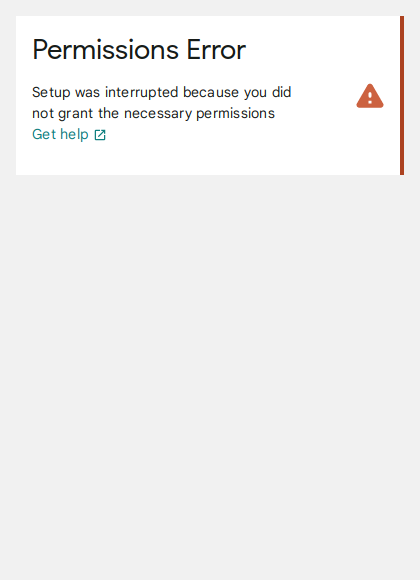 Permissions Error
Setup was interrupted because you did
not grant the necessary permissions
Get help